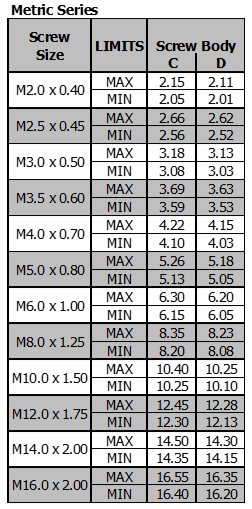 Metric Series
Screw Size LIMITS Screw Body
C D
M2.0 x 0.40 MAX 2.15 2.11
MIN 2.05 2.01
M2.5 x 0.45 MAX 2.66 2.62
MIN 2.56 2.52
M3.0 x 0.50 MAX 3.18 3.13
MIN 3.08 3.03
M3.5 x 0.60 MAX 3.69 3.63
MIN 3.59 3.53
M4.0 x 0.70 MAX 4.22 4.15
MIN 4.10 4.03
M5.0 x 0.80 MAX 5.26 5.18
MIN 5.13 5.05
M6.0 x 1.00 MAX 6.30 6.20
MIN 6.15 6.05
M8.0 x 1.25 MAX 8.35 8.23
MIN 8.20 8.08
M10.0 x 1.50 MAX 10.40 10.25
MIN 10.25 10.10
M12.0 x 1.75 MAX 12.45 12.28
MIN 12.30 12.13
M14.0 x 2.00 MAX 14.50 14.30
MIN 14.35 14.15
M16.0 x 2.00 MAX 16.55 16.35
MIN 16.40 16.20